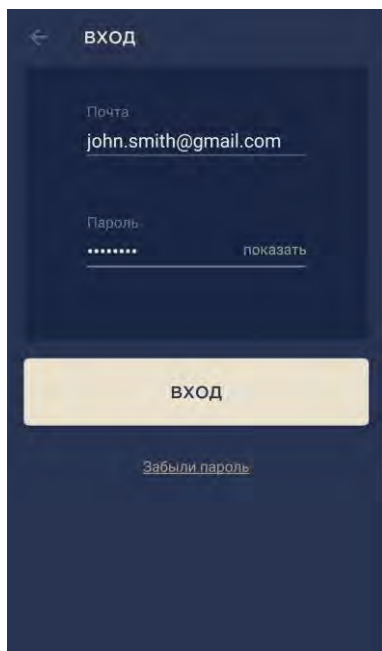 ВХОД
Почта
john.smith@gmail.com
Пароль
•••••••• показать
ВХОД
Забыли пароль